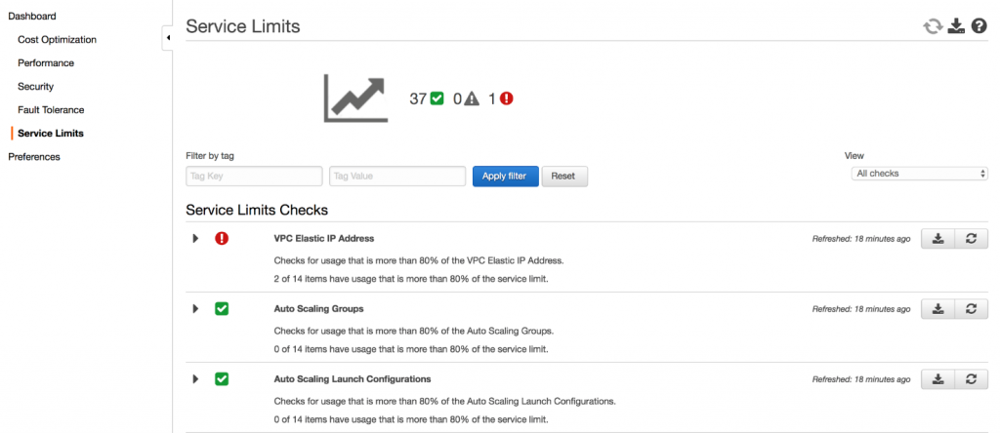 Dashboard
Cost Optimization
Performance
Security
Fault Tolerance
Service Limits
Preferences
Service Limits
37 0 1
Filter by tag
View
Tag Key
Tag Value
Apply filter
Reset
All checks
Service Limits Checks
VPC Elastic IP Address
Refreshed: 18 minutes ago
Checks for usage that is more than 80% of the VPC Elastic IP Address.
2 of 14 items have usage that is more than 80% of the service limit.
Auto Scaling Groups
Refreshed: 18 minutes ago
Checks for usage that is more than 80% of the Auto Scaling Groups.
0 of 14 items have usage that is more than 80% of the service limit.
Auto Scaling Launch Configurations
Refreshed: 18 minutes ago
Checks for usage that is more than 80% of the Auto Scaling Launch Configurations.
0 of 14 items have usage that is more than 80% of the service limit.